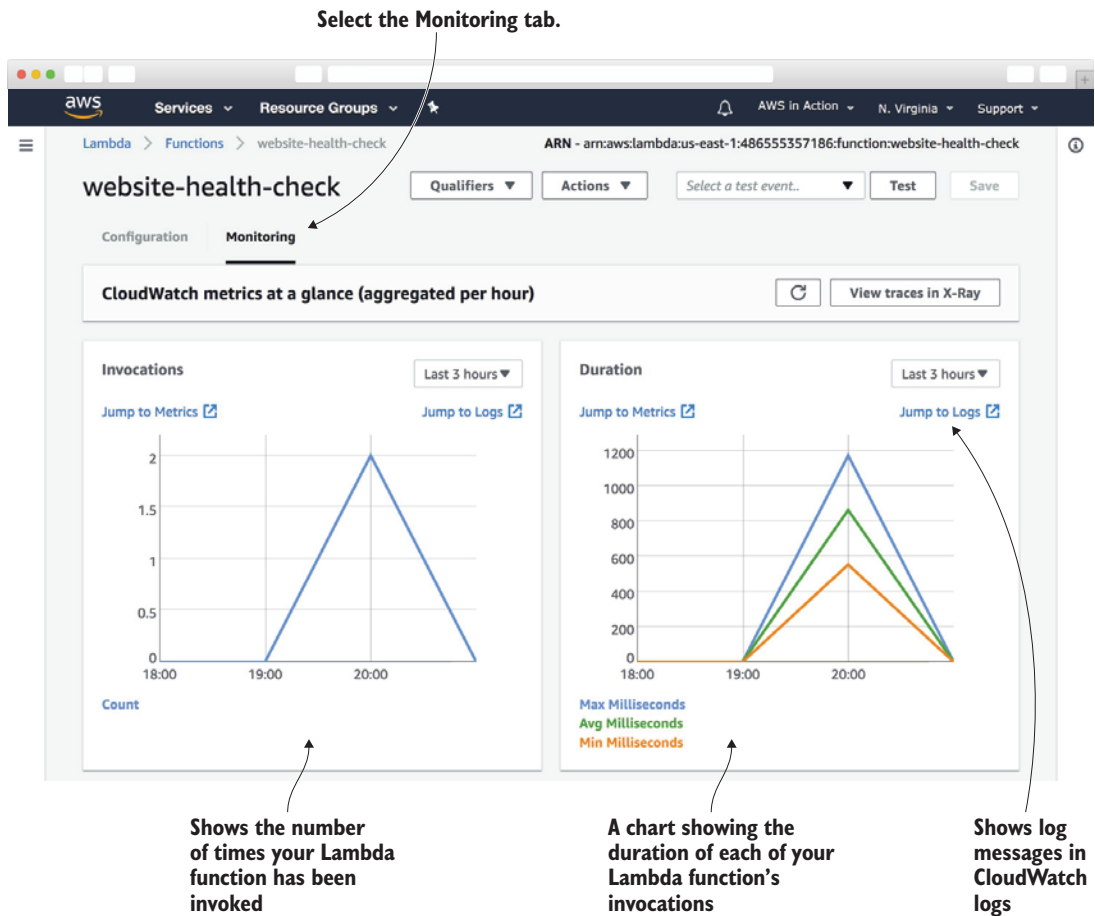 Select the Monitoring tab.
aws Services Resource Groups AWS in Action N. Virginia Support
Lambda > Functions > website-health-check ARN - arn:aws:lambda:us-east-1:486555357186:function:website-health-check
website-health-check Qualifiers Actions Select a test event.. Test Save
Configuration Monitoring
CloudWatch metrics at a glance (aggregated per hour) View traces in X-Ray
Invocations Last 3 hours
Jump to Metrics Jump to Logs
2
1.5
1
0.5
0
18:00 19:00 20:00
Count
Duration Last 3 hours
Jump to Metrics Jump to Logs
1200
1000
800
600
400
200
0
18:00 19:00 20:00
Max Milliseconds
Avg Milliseconds
Min Milliseconds
Shows the number
of times your Lambda
function has been
invoked
A chart showing the
duration of each of your
Lambda function's
invocations
Shows log
messages in
CloudWatch
logs